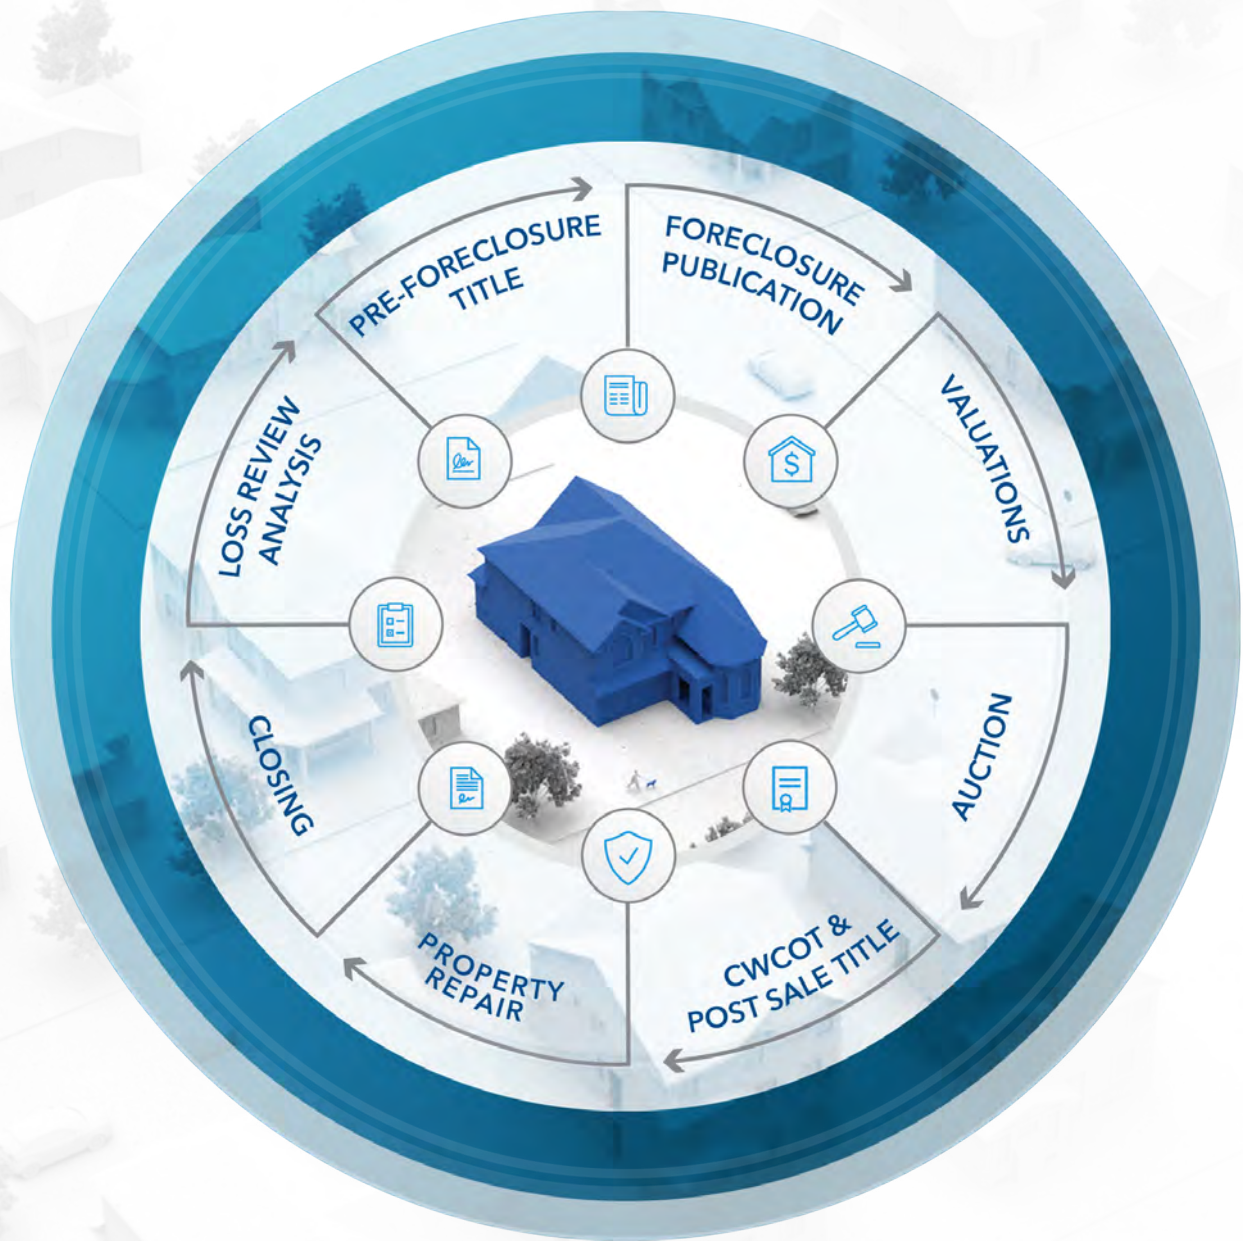 PRE-FORECLOSURE
TITLE
FORECLOSURE
PUBLICATION
VALUATIONS
AUCTION
CWCOT &
POST SALE TITLE
PROPERTY
REPAIR
CLOSING
LOSS REVIEW
ANALYSIS
$